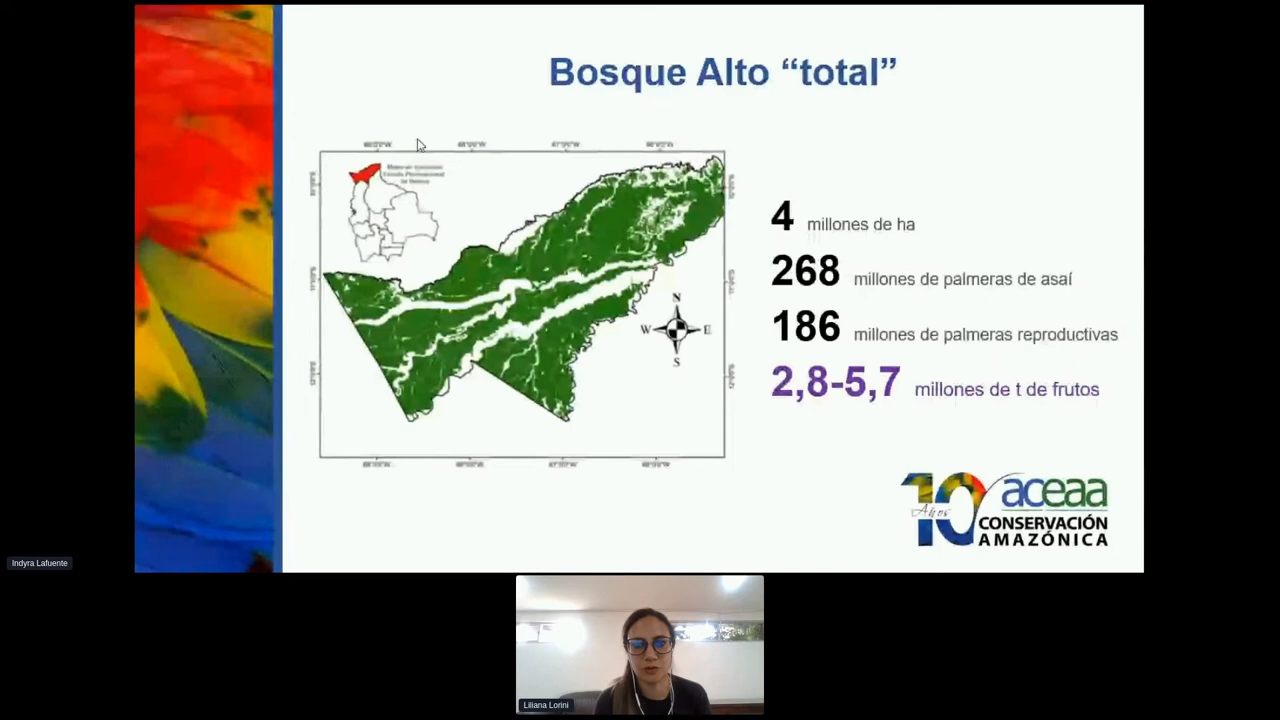 Bosque Alto “total”
N
W
E
S
4 millones de ha
268 millones de palmeras de asaí
186 millones de palmeras reproductivas
2,8-5,7 millones de t de frutos
10 Años
aceaa
CONSERVACIÓN
AMAZÓNICA
Indyra Lafuente
Liliana Lorini